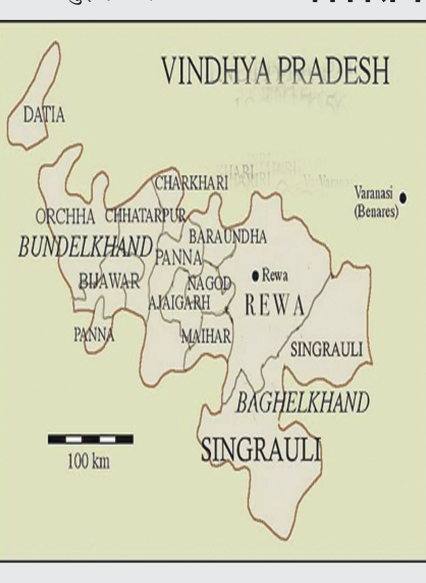 VINDHYA PRADESH
DATIA
CHARKHARI
Varanasi
(Benares)
ORCHHA CHHATARPUR
BARAUNDHA
BUNDELKHAND
PANNA
Rewa
BIJAWAR
NAGOD
AJAIGARH
REWA
PANNA
MAIHAR
SINGRAULI
BAGHELKHAND
SINGRAULI
100 km